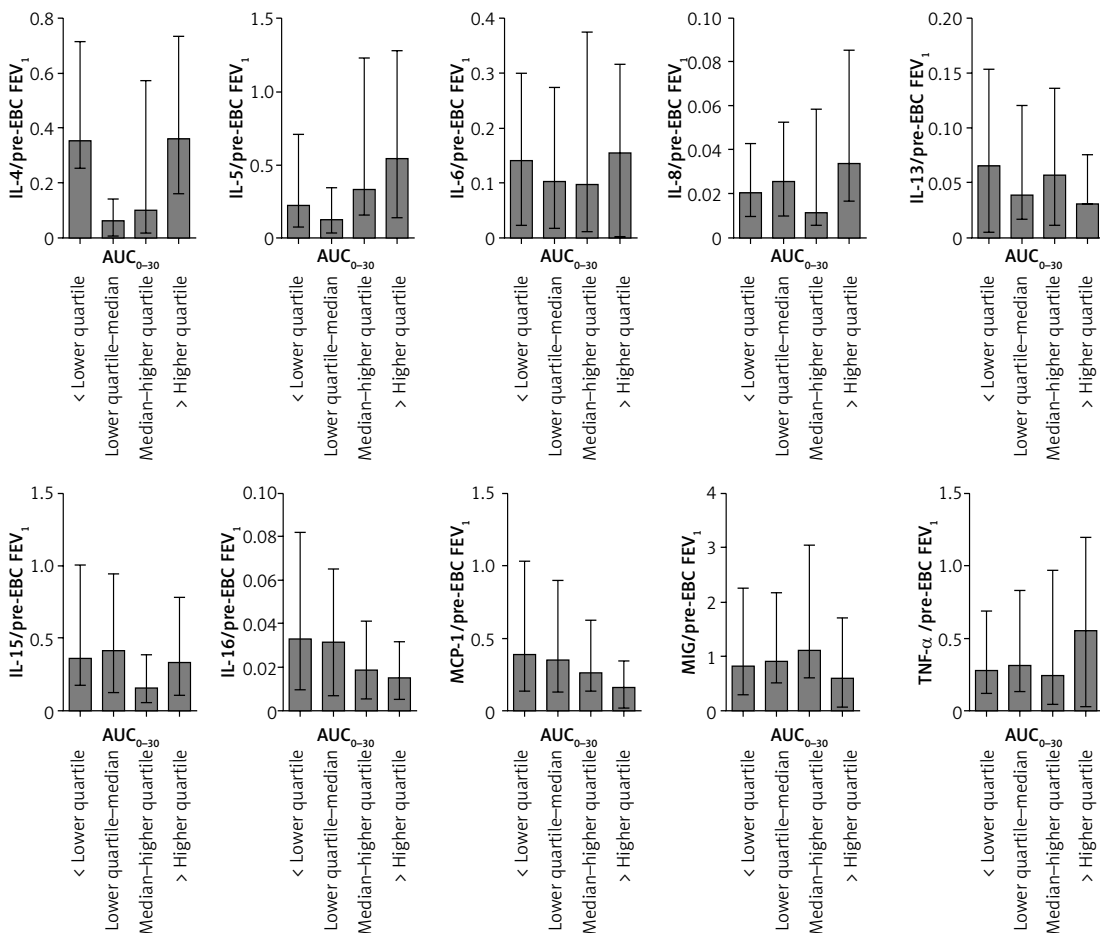 IL-4/pre-EBC FEV₁
0.8
0.6
0.4
0.2
0
AUC₀₋₃₀
< Lower quartile
Lower quartile–median
Median–higher quartile
> Higher quartile
IL-5/pre-EBC FEV₁
1.5
1.0
0.5
0
AUC₀₋₃₀
< Lower quartile
Lower quartile–median
Median–higher quartile
> Higher quartile
IL-6/pre-EBC FEV₁
0.4
0.3
0.2
0.1
0
AUC₀₋₃₀
< Lower quartile
Lower quartile–median
Median–higher quartile
> Higher quartile
IL-8/pre-EBC FEV₁
0.10
0.08
0.06
0.04
0.02
0
AUC₀₋₃₀
< Lower quartile
Lower quartile–median
Median–higher quartile
> Higher quartile
IL-13/pre-EBC FEV₁
0.20
0.15
0.10
0.05
0
AUC₀₋₃₀
< Lower quartile
Lower quartile–median
Median–higher quartile
> Higher quartile
IL-15/pre-EBC FEV₁
1.5
1.0
0.5
0
AUC₀₋₃₀
< Lower quartile
Lower quartile–median
Median–higher quartile
> Higher quartile
IL-16/pre-EBC FEV₁
0.10
0.08
0.06
0.04
0.02
0
AUC₀₋₃₀
< Lower quartile
Lower quartile–median
Median–higher quartile
> Higher quartile
MCP-1/pre-EBC FEV₁
1.5
1.0
0.5
0
AUC₀₋₃₀
< Lower quartile
Lower quartile–median
Median–higher quartile
> Higher quartile
MIG/pre-EBC FEV₁
4
3
2
1
0
AUC₀₋₃₀
< Lower quartile
Lower quartile–median
Median–higher quartile
> Higher quartile
TNF-α /pre-EBC FEV₁
1.5
1.0
0.5
0
AUC₀₋₃₀
< Lower quartile
Lower quartile–median
Median–higher quartile
> Higher quartile